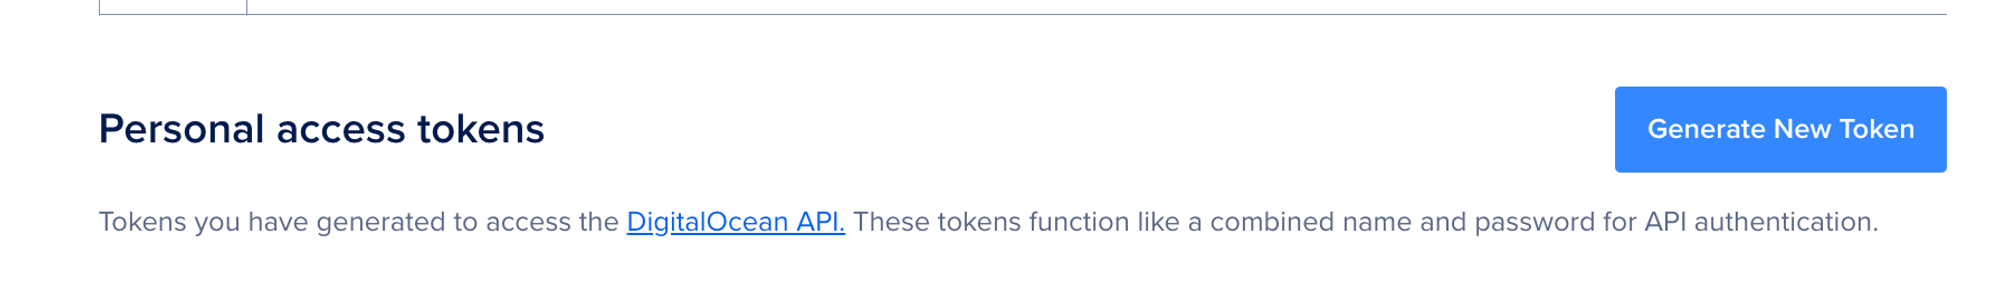 Personal access tokens
Generate New Token
Tokens you have generated to access the DigitalOcean API. These tokens function like a combined name and password for API authentication.